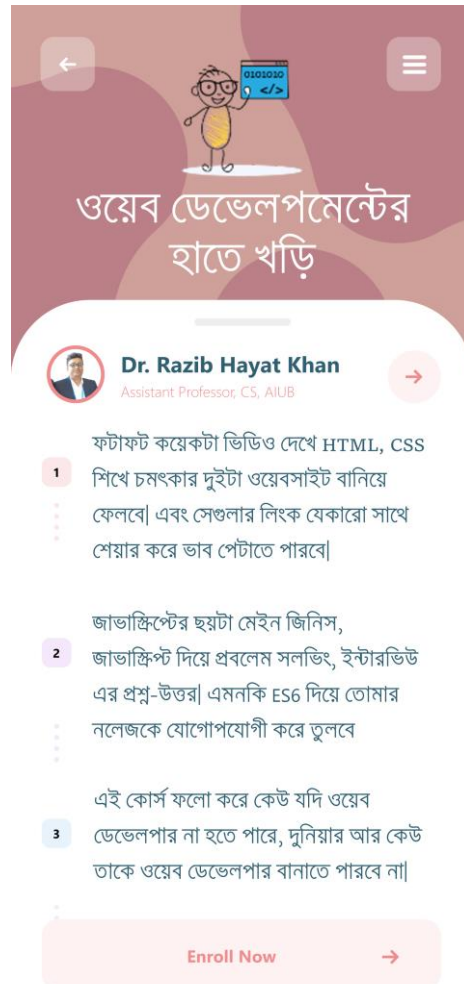 0101010
</>
ওয়েব ডেভেলপমেন্টের
হাতে খড়ি
Dr. Razib Hayat Khan
Assistant Professor, CS, AIUB
1
ফটাফট কয়েকটা ভিডিও দেখে HTML, CSS
শিখে চমৎকার দুইটা ওয়েবসাইট বানিয়ে
ফেলবে| এবং সেগুলার লিংক যেকারো সাথে
শেয়ার করে ভাব পেটাতে পারবে|
2
জাভাস্ক্রিপ্টের ছয়টা মেইন জিনিস,
জাভাস্ক্রিপ্ট দিয়ে প্রবলেম সলভিং, ইন্টারভিউ
এর প্রশ্ন-উত্তর| এমনকি ES6 দিয়ে তোমার
নলেজকে যোগোপযোগী করে তুলবে
3
এই কোর্স ফলো করে কেউ যদি ওয়েব
ডেভেলপার না হতে পারে, দুনিয়ার আর কেউ
তাকে ওয়েব ডেভেলপার বানাতে পারবে না|
Enroll Now